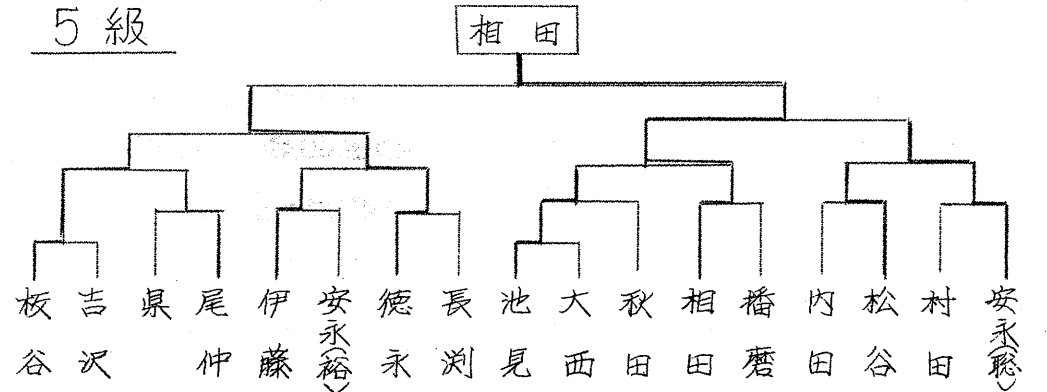 5級
相田
板谷
吉沢
県
尾仲
伊藤
安永(裕)
徳永
長渕
池見
大西
秋田
相田
播磨
内田
松谷
村田
安永(聡)